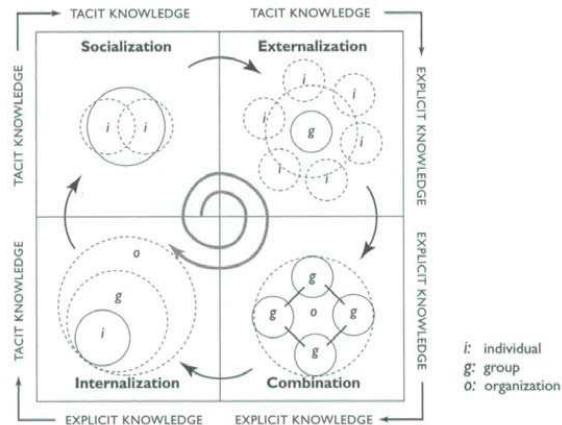 TACIT KNOWLEDGE
TACIT KNOWLEDGE
TACIT KNOWLEDGE
Socialization
i
i
Externalization
i
i
i
g
i
i
i
i
EXPLICIT KNOWLEDGE
TACIT KNOWLEDGE
o
g
i
Internalization
g
g
o
g
g
Combination
EXPLICIT KNOWLEDGE
EXPLICIT KNOWLEDGE
EXPLICIT KNOWLEDGE
i: individual
g: group
o: organization